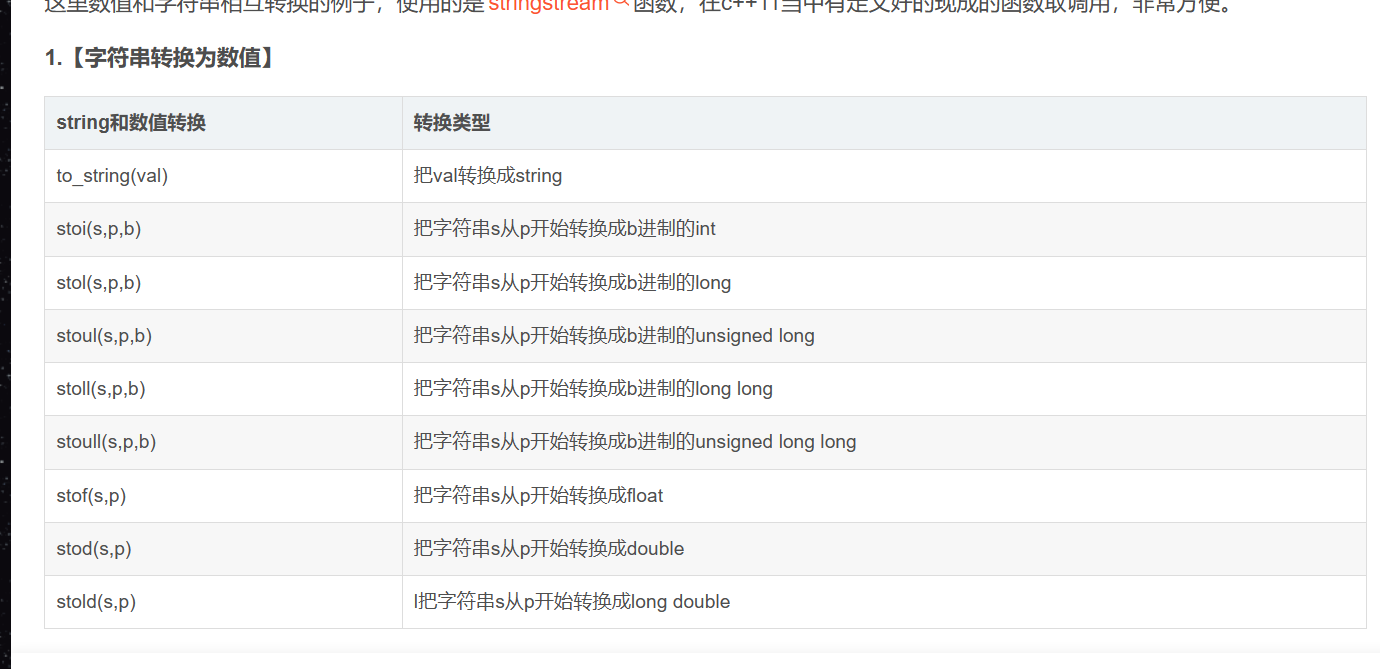 这里数值和字符串相互转换的例子，使用的是stringstream函数，在c++11当中有定义好的现成的函数取调用，非常方便。
1.【字符串转换为数值】
string和数值转换 转换类型
to_string(val) 把val转换成string
stoi(s,p,b) 把字符串s从p开始转换成b进制的int
stol(s,p,b) 把字符串s从p开始转换成b进制的long
stoul(s,p,b) 把字符串s从p开始转换成b进制的unsigned long
stoll(s,p,b) 把字符串s从p开始转换成b进制的long long
stoull(s,p,b) 把字符串s从p开始转换成b进制的unsigned long long
stof(s,p) 把字符串s从p开始转换成float
stod(s,p) 把字符串s从p开始转换成double
stold(s,p) l把字符串s从p开始转换成long double